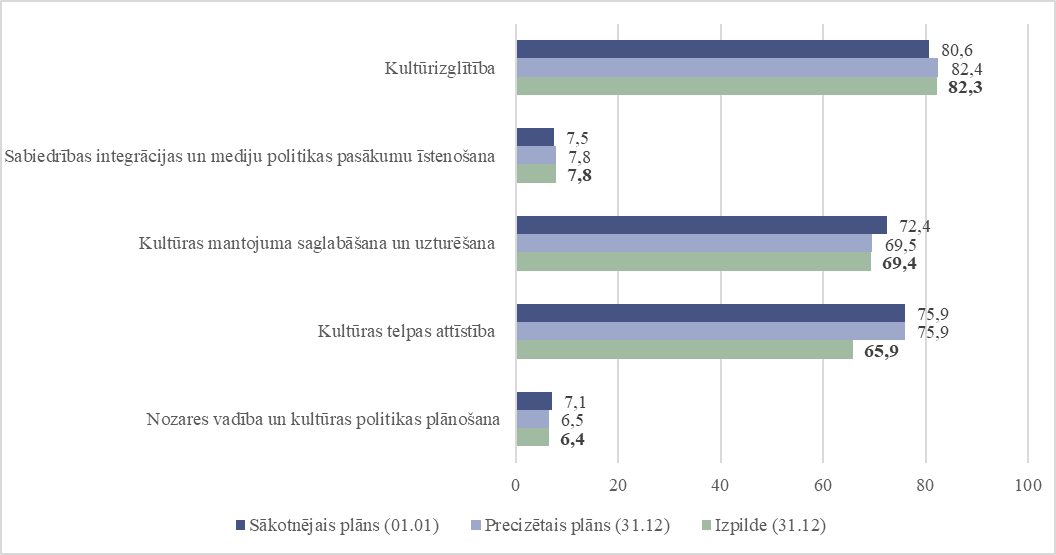 Kultūrizglītība
80,6
82,4
82,3
Sabiedrības integrācijas un mediju politikas pasākumu īstenošana
7,5
7,8
7,8
Kultūras mantojuma saglabāšana un uzturēšana
72,4
69,5
69,4
Kultūras telpas attīstība
75,9
75,9
65,9
Nozares vadība un kultūras politikas plānošana
7,1
6,5
6,4
0 20 40 60 80 100
Sākotnējais plāns (01.01) Precizētais plāns (31.12) Izpilde (31.12)